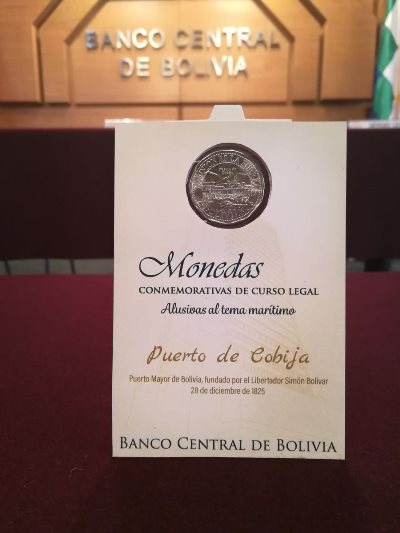 BANCO CENTRAL
DE BOLIVIA
Monedas
CONMEMORATIVAS DE CURSO LEGAL
Alusivas al tema marítimo
Puerto de Cobija
Puerto Mayor de Bolivia, fundado por el Libertador Simón Bolívar
28 de diciembre de 1825
BANCO CENTRAL DE BOLIVIA